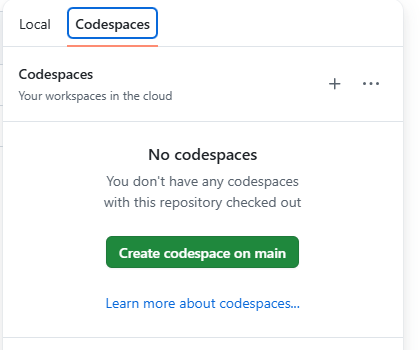 Local Codespaces
Codespaces
Your workspaces in the cloud
No codespaces
You don't have any codespaces
with this repository checked out
Create codespace on main
Learn more about codespaces...